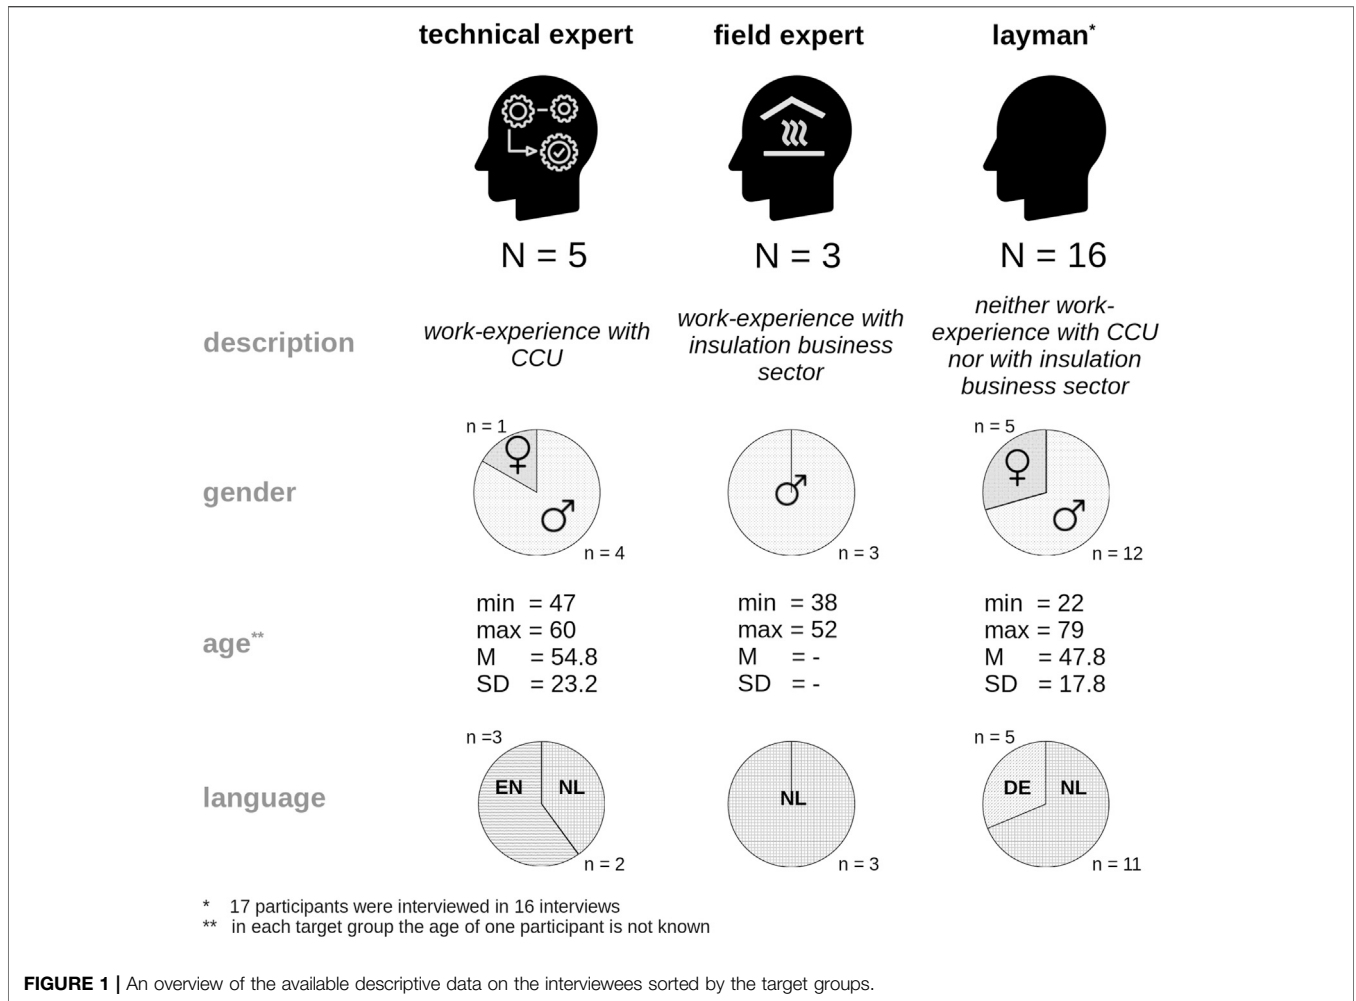 technical expert
field expert
layman*
N = 5
N = 3
N = 16
description
work-experience with
CCU
work-experience with
insulation business
sector
neither work-
experience with CCU
nor with insulation
business sector
gender
n = 1
n = 4
n = 3
n = 5
n = 12
age**
min = 47
max = 60
M = 54.8
SD = 23.2
min = 38
max = 52
M = -
SD = -
min = 22
max = 79
M = 47.8
SD = 17.8
language
n =3
EN
NL
n = 2
NL
n = 3
n = 5
DE
NL
n = 11
* 17 participants were interviewed in 16 interviews
** in each target group the age of one participant is not known
FIGURE 1 | An overview of the available descriptive data on the interviewees sorted by the target groups.